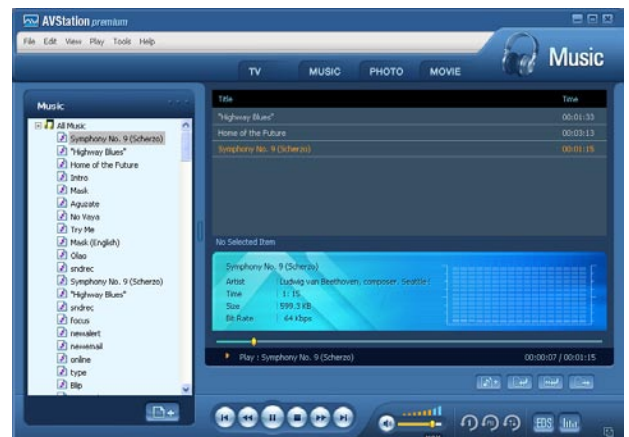 AVStation premium
File Edit View Play Tools Help
Music
TV MUSIC PHOTO MOVIE
Music
All Music
Symphony No. 9 (Scherzo)
"Highway Blues"
Home of the Future
Intro
Mask
Aguzate
No Vaya
Try Me
Mask (English)
Olao
sndrec
Symphony No. 9 (Scherzo)
"Highway Blues"
sndrec
focus
newalert
newemail
online
type
Blip
Title Time
"Highway Blues" 00:01:33
Home of the Future 00:03:13
Symphony No. 9 (Scherzo) 00:01:15
No Selected Item
Symphony No. 9 (Scherzo)
Artist : Ludwig van Beethoven, composer. Seattle
Time : 1: 15
Size : 599.3 KB
Bit Rate : 64 Kbps
Play : Symphony No. 9 (Scherzo) 00:00:07 / 00:01:15
EDS